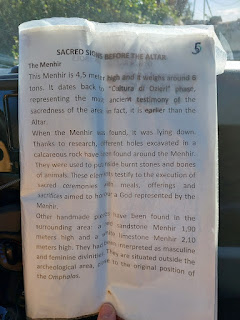 5
SACRED SIGNS BEFORE THE ALTAR
The Menhir
This Menhir is 4,5 meter high and it weighs around 6
tons. It dates back to "Cultura di Ozieri" phase,
representing the most ancient testimony of the
sacredness of the area. In fact, it is earlier than the
Altar.
When the Menhir was found, it was lying down.
Thanks to research, different holes excavated in a
calcareous rock have been found around the Menhir.
They were used to put inside burnt stones and bones
of animals. These elements testify to the execution of
sacred ceremonies with meals, offerings and
sacrifices aimed to honour a God represented by the
Menhir.
Other handmade pieces have been found in the
surrounding area: a sandstone Menhir 1,90
meters high and a white limestone Menhir 2,10
meters high. They had been interpreted as masculine
and feminine divinities. They are situated outside the
archeological area, to the original position of
the Omphalos.